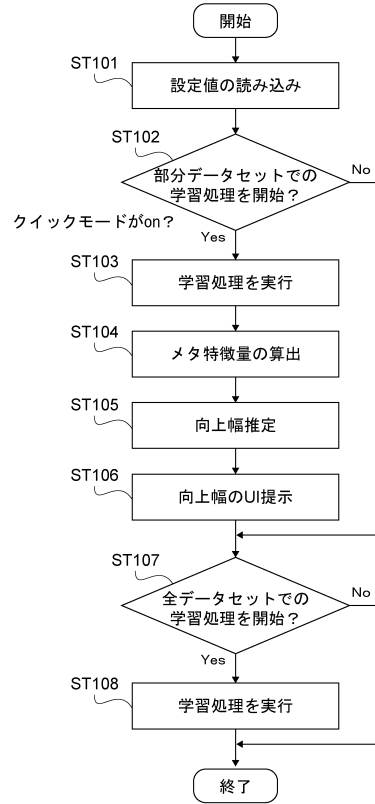 開始
ST101
設定値の読み込み
ST102
部分データセットでの
学習処理を開始？
No
クイックモードがon？
Yes
ST103
学習処理を実行
ST104
メタ特徴量の算出
ST105
向上幅推定
ST106
向上幅のUI提示
ST107
全データセットでの
学習処理を開始？
No
Yes
ST108
学習処理を実行
終了